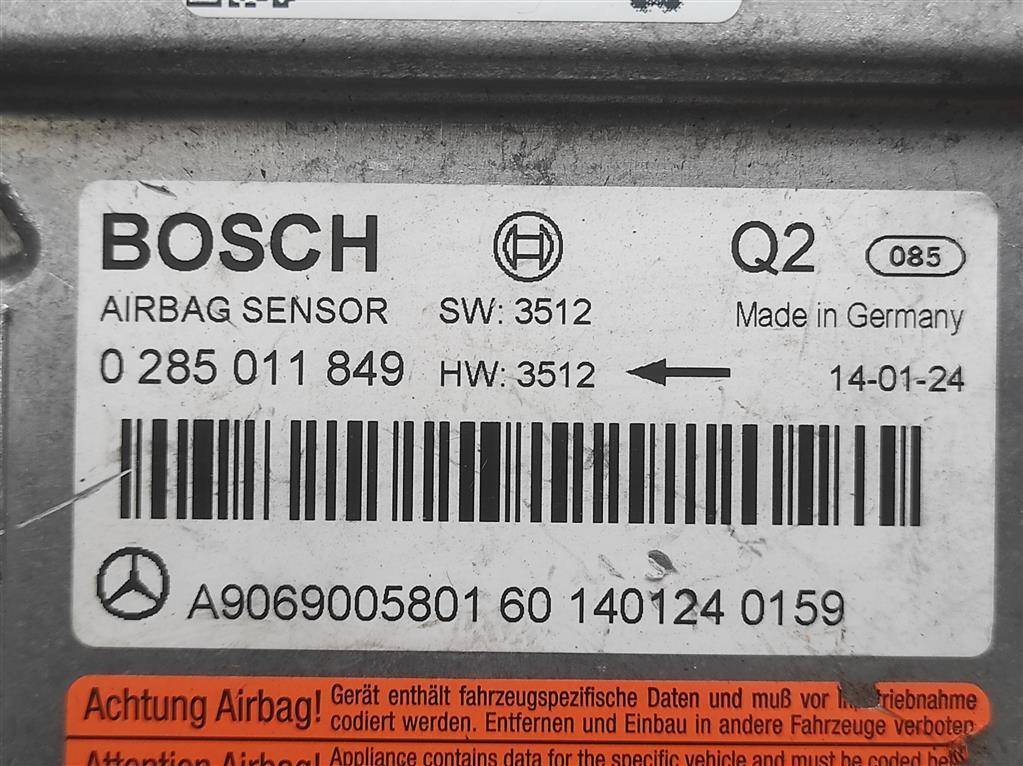 BOSCH Q2 085
AIRBAG SENSOR SW: 3512 Made in Germany
0 285 011 849 HW: 3512 14-01-24
A9069005801 60 140124 0159
Achtung Airbag! Gerät enthält fahrzeugspezifische Daten und muß vor
codiert werden. Entfernen und Einbau in andere Fahrzeuge verboten
Attention Airbag! Appliance contains data for the specific vehicle and must be coded